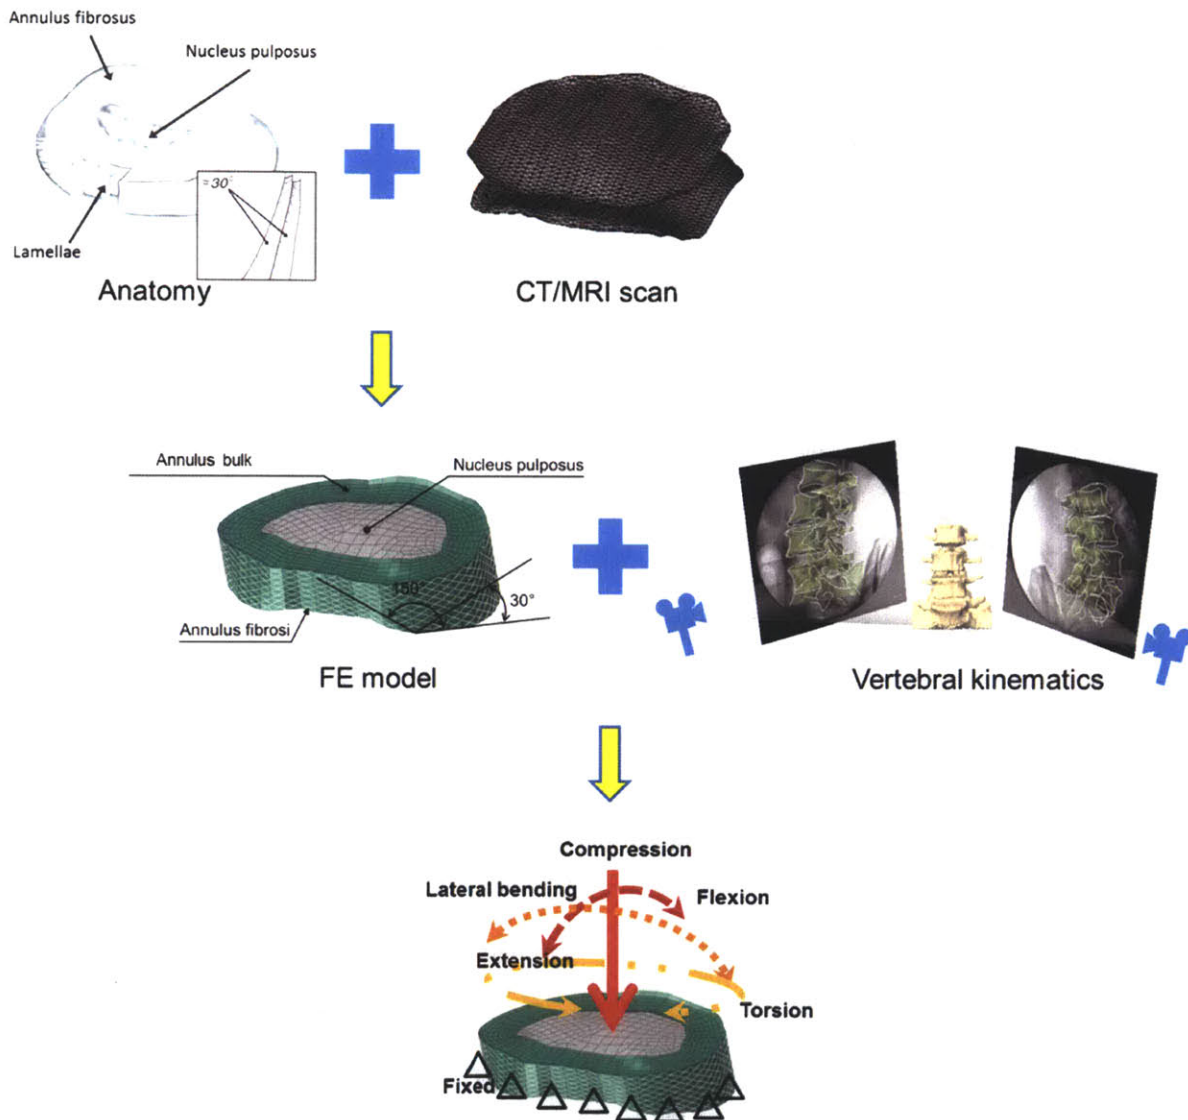 Annulus fibrosus
Nucleus pulposus
≈30°
Lamellae
Anatomy
CT/MRI scan
Annulus bulk
Nucleus pulposus
150°
30°
Annulus fibrosi
FE model
Vertebral kinematics
Compression
Lateral bending
Flexion
Extension
Torsion
Fixed